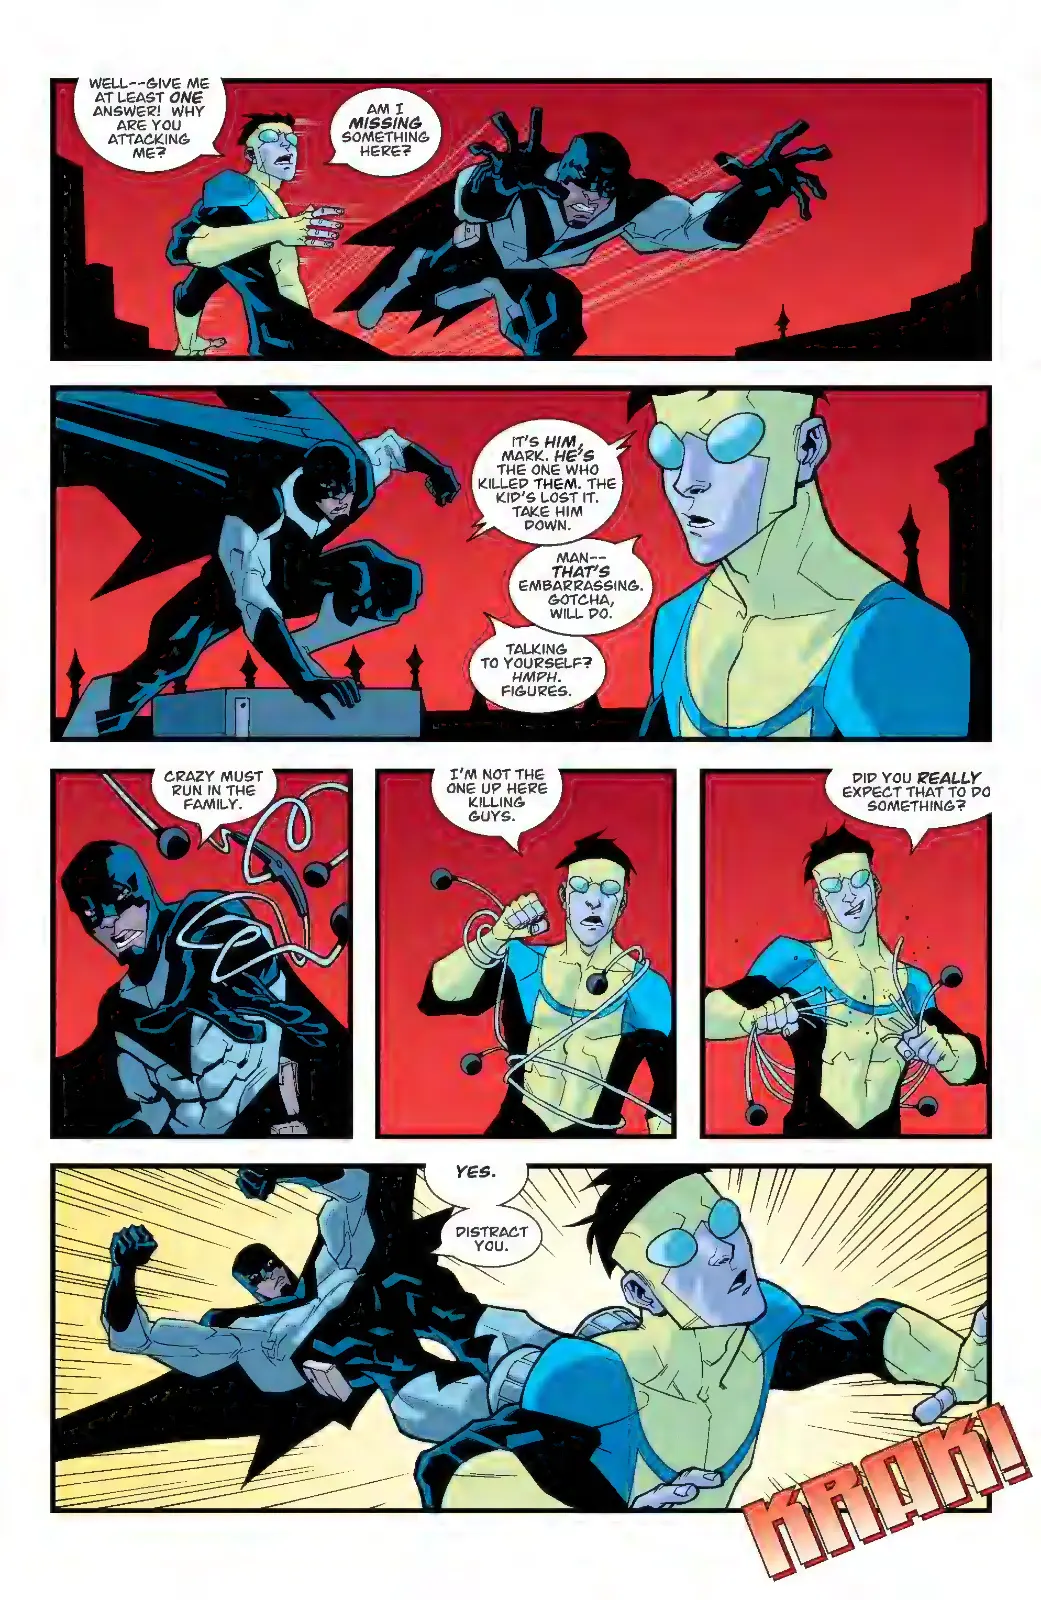 WELL--GIVE ME
AT LEAST ONE
ANSWER! WHY
ARE YOU
ATTACKING
ME?
AM I
MISSING
SOMETHING
HERE?
IT'S HIM,
MARK. HE'S
THE ONE WHO
KILLED THEM. THE
KID'S LOST IT.
TAKE HIM
DOWN.
MAN--
THAT'S
EMBARRASSING.
GOTCHA,
WILL DO.
TALKING
TO YOURSELF?
HMPH.
FIGURES.
CRAZY MUST
RUN IN THE
FAMILY.
I'M NOT THE
ONE UP HERE
KILLING
GUYS.
DID YOU REALLY
EXPECT THAT TO DO
SOMETHING?
YES.
DISTRACT
YOU.
KRAK!